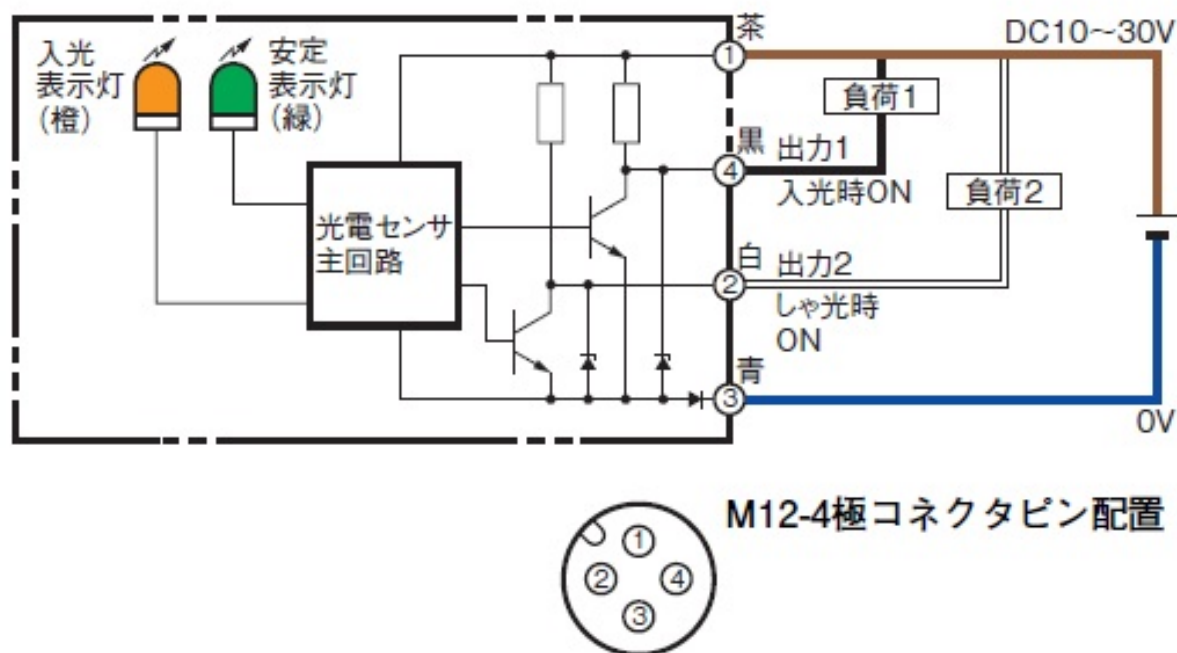 入光
表示灯
(橙)
安定
表示灯
(緑)
光電センサ
主回路
茶
①
DC10～30V
負荷1
黒
④
出力1
入光時ON
負荷2
白
②
出力2
しゃ光時
ON
青
③
0V
M12-4極コネクタピン配置
①
②
④
③